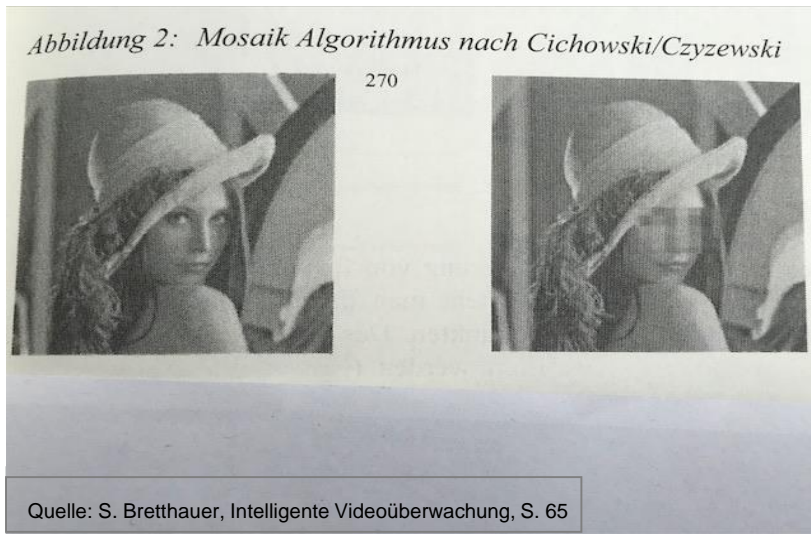 Abbildung 2: Mosaik Algorithmus nach Cichowski/Czyzewski
270
Quelle: S. Bretthauer, Intelligente Videoüberwachung, S. 65